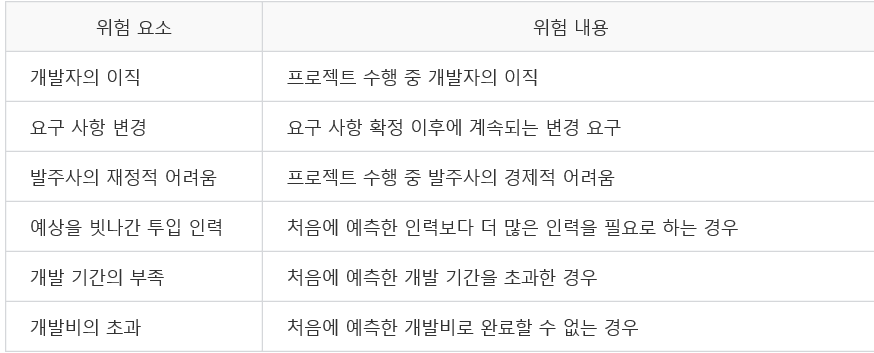 위험 요소 위험 내용
개발자의 이직 프로젝트 수행 중 개발자의 이직
요구 사항 변경 요구 사항 확정 이후에 계속되는 변경 요구
발주사의 재정적 어려움 프로젝트 수행 중 발주사의 경제적 어려움
예상을 빗나간 투입 인력 처음에 예측한 인력보다 더 많은 인력을 필요로 하는 경우
개발 기간의 부족 처음에 예측한 개발 기간을 초과한 경우
개발비의 초과 처음에 예측한 개발비로 완료할 수 없는 경우